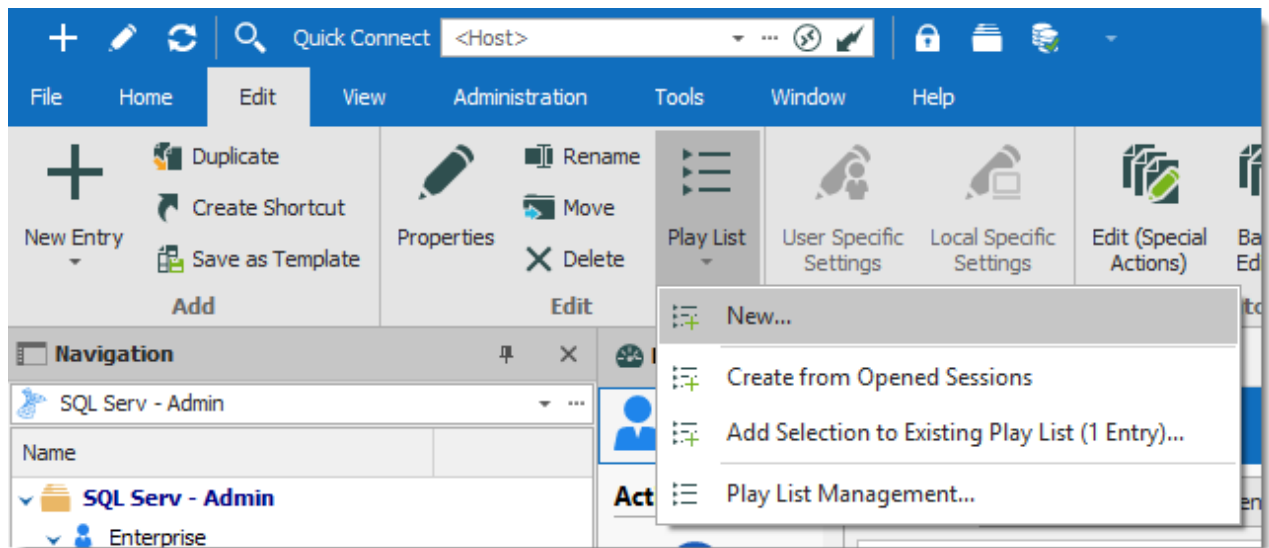 Quick Connect <Host>
File Home Edit View Administration Tools Window Help
New Entry
Duplicate
Create Shortcut
Save as Template
Add
Properties
Rename
Move
Delete
Edit
Play List
User Specific
Settings
Local Specific
Settings
Edit (Special
Actions)
New...
Create from Opened Sessions
Add Selection to Existing Play List (1 Entry)...
Play List Management...
Navigation
SQL Serv - Admin
Name
SQL Serv - Admin
Enterprise